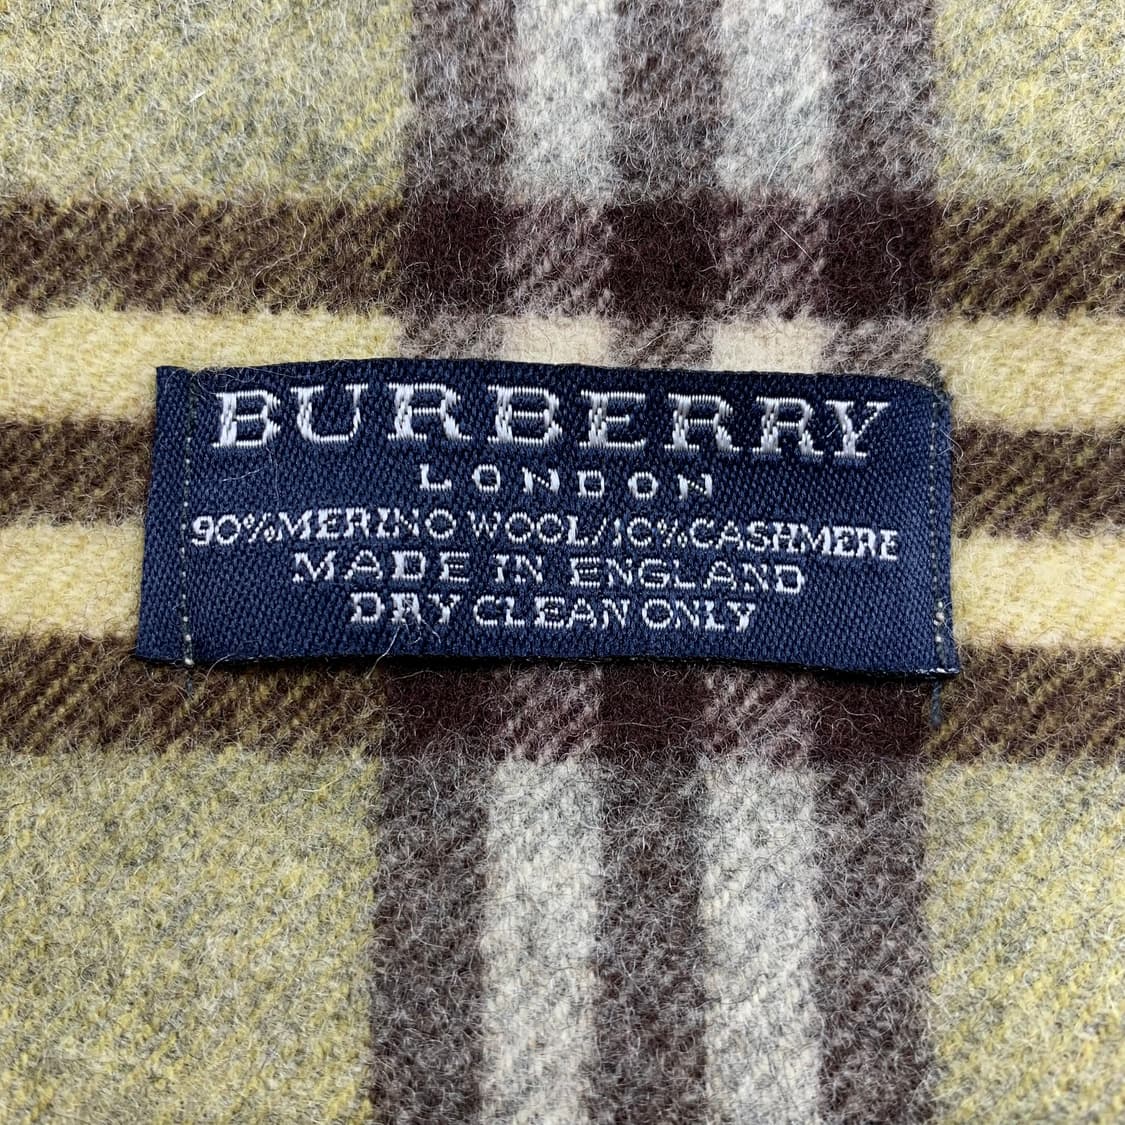 BURBERRY
LONDON
90%MERINO WOOL/10%CASHMERE
MADE IN ENGLAND
DRY CLEAN ONLY